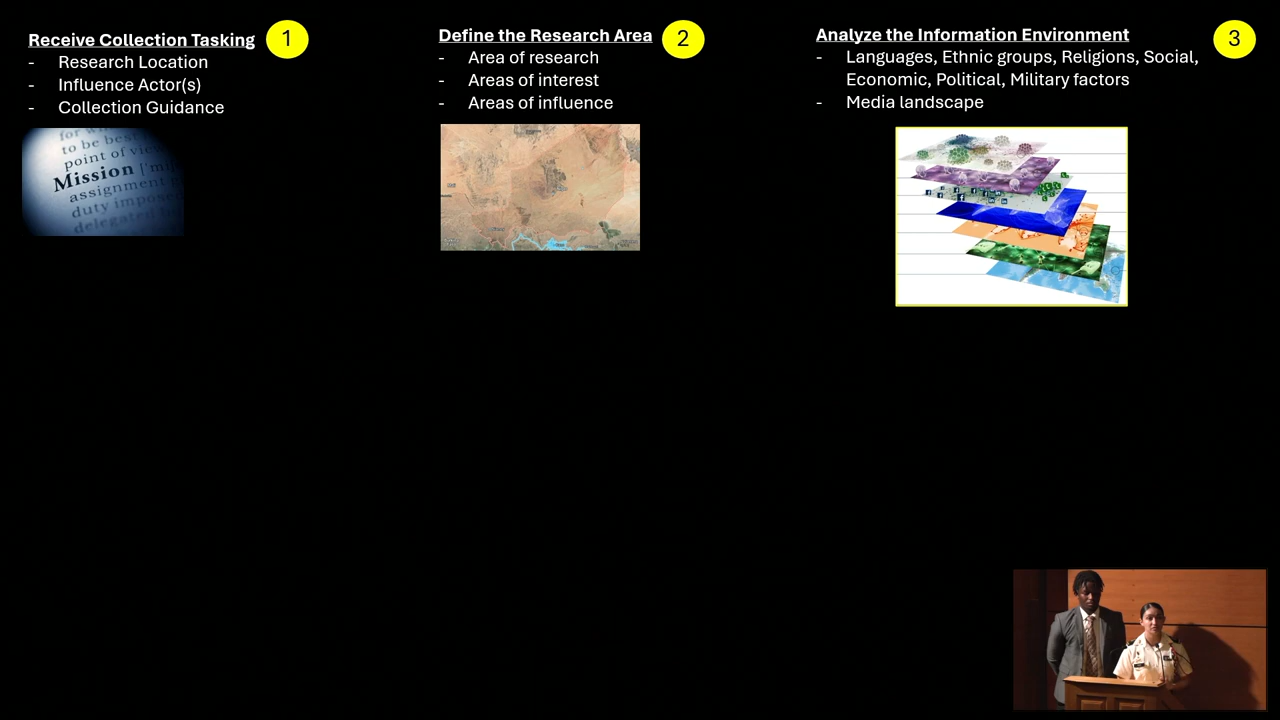 Receive Collection Tasking
1
- Research Location
- Influence Actor(s)
- Collection Guidance
for
to be best
point of vie
Mission
assignment
duty impose
delegated
Define the Research Area
2
- Area of research
- Areas of interest
- Areas of influence
Analyze the Information Environment
3
- Languages, Ethnic groups, Religions, Social,
Economic, Political, Military factors
- Media landscape